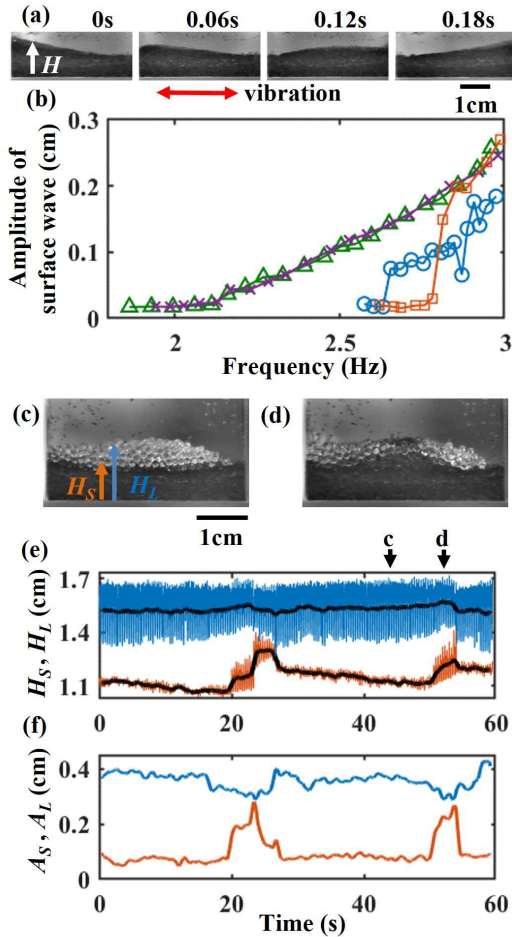 (a) 0s 0.06s 0.12s 0.18s
H
vibration
1cm
(b)
0.3
0.2
0.1
0
2 2.5 3
Amplitude of
surface wave (cm)
Frequency (Hz)
(c) (d)
H_S H_L
1cm
(e) c d
1.7
1.4
1.1
0 20 40 60
H_S, H_L (cm)
(f)
0.4
0.2
0
0 20 40 60
A_S, A_L (cm)
Time (s)